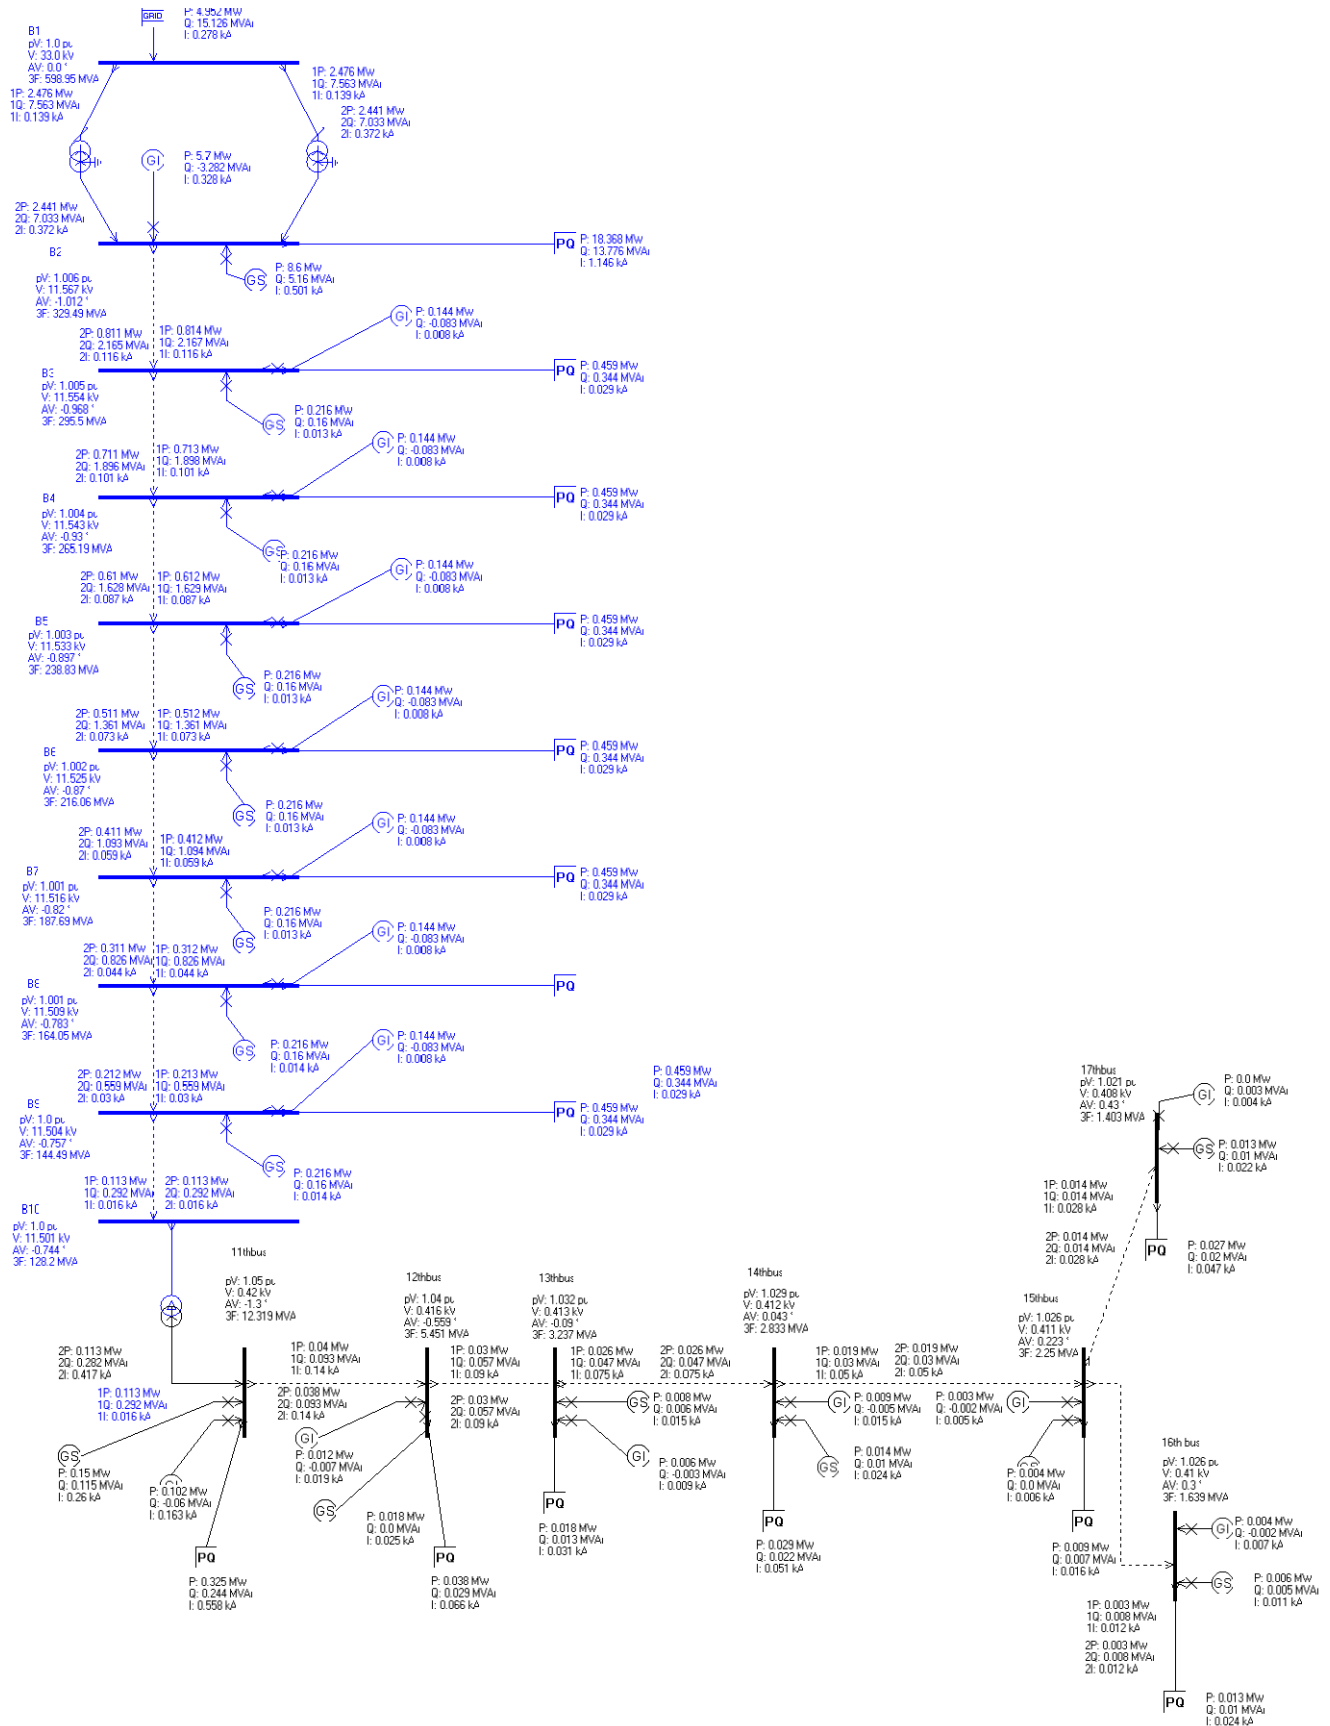 GRID
P: 4.952 MW
Q: 15.126 MVAr
I: 0.278 kA
B1
pV: 1.0 pu
V: 33.0 kV
AV: 0.0 °
3F: 598.95 MVA
1P: 2.476 MW
1Q: 7.563 MVAr
1I: 0.139 kA
1P: 2.476 MW
1Q: 7.563 MVAr
1I: 0.139 kA
2P: 2.441 MW
2Q: 7.033 MVAr
2I: 0.372 kA
GI
P: 5.7 MW
Q: -3.282 MVAr
I: 0.328 kA
2P: 2.441 MW
2Q: 7.033 MVAr
2I: 0.372 kA
B2
PQ
P: 18.368 MW
Q: 13.776 MVAr
I: 1.146 kA
GS
P: 8.6 MW
Q: 5.16 MVAr
I: 0.501 kA
pV: 1.006 pu
V: 11.567 kV
AV: -1.012 °
3F: 329.49 MVA
GI
P: 0.144 MW
Q: -0.083 MVAr
I: 0.008 kA
2P: 0.811 MW
2Q: 2.165 MVAr
2I: 0.116 kA
1P: 0.814 MW
1Q: 2.167 MVAr
1I: 0.116 kA
B3
pV: 1.005 pu
V: 11.554 kV
AV: -0.968 °
3F: 295.5 MVA
PQ
P: 0.459 MW
Q: 0.344 MVAr
I: 0.029 kA
GS
P: 0.216 MW
Q: 0.16 MVAr
I: 0.013 kA
GI
P: 0.144 MW
Q: -0.083 MVAr
I: 0.008 kA
2P: 0.711 MW
2Q: 1.896 MVAr
2I: 0.101 kA
1P: 0.713 MW
1Q: 1.898 MVAr
1I: 0.101 kA
B4
pV: 1.004 pu
V: 11.543 kV
AV: -0.93 °
3F: 265.19 MVA
PQ
P: 0.459 MW
Q: 0.344 MVAr
I: 0.029 kA
GS
P: 0.216 MW
Q: 0.16 MVAr
I: 0.013 kA
GI
P: 0.144 MW
Q: -0.083 MVAr
I: 0.008 kA
2P: 0.61 MW
2Q: 1.628 MVAr
2I: 0.087 kA
1P: 0.612 MW
1Q: 1.629 MVAr
1I: 0.087 kA
B5
pV: 1.003 pu
V: 11.533 kV
AV: -0.897 °
3F: 238.83 MVA
PQ
P: 0.459 MW
Q: 0.344 MVAr
I: 0.029 kA
GS
P: 0.216 MW
Q: 0.16 MVAr
I: 0.013 kA
GI
P: 0.144 MW
Q: -0.083 MVAr
I: 0.008 kA
2P: 0.511 MW
2Q: 1.361 MVAr
2I: 0.073 kA
1P: 0.512 MW
1Q: 1.361 MVAr
1I: 0.073 kA
B6
pV: 1.002 pu
V: 11.525 kV
AV: -0.87 °
3F: 216.06 MVA
PQ
P: 0.459 MW
Q: 0.344 MVAr
I: 0.029 kA
GS
P: 0.216 MW
Q: 0.16 MVAr
I: 0.013 kA
GI
P: 0.144 MW
Q: -0.083 MVAr
I: 0.008 kA
2P: 0.411 MW
2Q: 1.093 MVAr
2I: 0.059 kA
1P: 0.412 MW
1Q: 1.094 MVAr
1I: 0.059 kA
B7
pV: 1.001 pu
V: 11.516 kV
AV: -0.82 °
3F: 187.69 MVA
PQ
P: 0.459 MW
Q: 0.344 MVAr
I: 0.029 kA
GS
P: 0.216 MW
Q: 0.16 MVAr
I: 0.013 kA
GI
P: 0.144 MW
Q: -0.083 MVAr
I: 0.008 kA
2P: 0.311 MW
2Q: 0.826 MVAr
2I: 0.044 kA
1P: 0.312 MW
1Q: 0.826 MVAr
1I: 0.044 kA
B8
pV: 1.001 pu
V: 11.509 kV
AV: -0.783 °
3F: 164.05 MVA
PQ
GS
P: 0.216 MW
Q: 0.16 MVAr
I: 0.014 kA
GI
P: 0.144 MW
Q: -0.083 MVAr
I: 0.008 kA
P: 0.459 MW
Q: 0.344 MVAr
I: 0.029 kA
2P: 0.212 MW
2Q: 0.559 MVAr
2I: 0.03 kA
1P: 0.213 MW
1Q: 0.559 MVAr
1I: 0.03 kA
B9
pV: 1.0 pu
V: 11.504 kV
AV: -0.757 °
3F: 144.49 MVA
PQ
P: 0.459 MW
Q: 0.344 MVAr
I: 0.029 kA
GS
P: 0.216 MW
Q: 0.16 MVAr
I: 0.014 kA
1P: 0.113 MW
1Q: 0.292 MVAr
1I: 0.016 kA
2P: 0.113 MW
2Q: 0.292 MVAr
2I: 0.016 kA
B10
pV: 1.0 pu
V: 11.501 kV
AV: -0.744 °
3F: 128.2 MVA
17thbus
pV: 1.021 pu
V: 0.408 kV
AV: 0.43 °
3F: 1.403 MVA
GI
P: 0.0 MW
Q: 0.003 MVAr
I: 0.004 kA
GS
P: 0.013 MW
Q: 0.01 MVAr
I: 0.022 kA
1P: 0.014 MW
1Q: 0.014 MVAr
1I: 0.028 kA
2P: 0.014 MW
2Q: 0.014 MVAr
2I: 0.028 kA
PQ
P: 0.027 MW
Q: 0.02 MVAr
I: 0.047 kA
11thbus
pV: 1.05 pu
V: 0.42 kV
AV: -1.3 °
3F: 12.319 MVA
12thbus
pV: 1.04 pu
V: 0.416 kV
AV: -0.559 °
3F: 5.451 MVA
13thbus
pV: 1.032 pu
V: 0.413 kV
AV: -0.09 °
3F: 3.237 MVA
14thbus
pV: 1.029 pu
V: 0.412 kV
AV: 0.043 °
3F: 2.833 MVA
15thbus
pV: 1.026 pu
V: 0.411 kV
AV: 0.223 °
3F: 2.25 MVA
2P: 0.113 MW
2Q: 0.282 MVAr
2I: 0.417 kA
1P: 0.113 MW
1Q: 0.292 MVAr
1I: 0.016 kA
1P: 0.04 MW
1Q: 0.093 MVAr
1I: 0.14 kA
2P: 0.038 MW
2Q: 0.093 MVAr
2I: 0.14 kA
1P: 0.03 MW
1Q: 0.057 MVAr
1I: 0.09 kA
2P: 0.03 MW
2Q: 0.057 MVAr
2I: 0.09 kA
1P: 0.026 MW
1Q: 0.047 MVAr
1I: 0.075 kA
2P: 0.026 MW
2Q: 0.047 MVAr
2I: 0.075 kA
1P: 0.019 MW
1Q: 0.03 MVAr
1I: 0.05 kA
2P: 0.019 MW
2Q: 0.03 MVAr
2I: 0.05 kA
GS
P: 0.15 MW
Q: 0.115 MVAr
I: 0.26 kA
GI
P: 0.102 MW
Q: -0.06 MVAr
I: 0.163 kA
PQ
P: 0.325 MW
Q: 0.244 MVAr
I: 0.558 kA
GI
P: 0.012 MW
Q: -0.007 MVAr
I: 0.019 kA
GS
P: 0.018 MW
Q: 0.0 MVAr
I: 0.025 kA
PQ
P: 0.038 MW
Q: 0.029 MVAr
I: 0.066 kA
GS
P: 0.008 MW
Q: 0.006 MVAr
I: 0.015 kA
GI
P: 0.006 MW
Q: -0.003 MVAr
I: 0.009 kA
PQ
P: 0.018 MW
Q: 0.013 MVAr
I: 0.031 kA
GI
P: 0.009 MW
Q: -0.005 MVAr
I: 0.015 kA
GS
P: 0.014 MW
Q: 0.01 MVAr
I: 0.024 kA
PQ
P: 0.029 MW
Q: 0.022 MVAr
I: 0.051 kA
P: 0.003 MW
Q: -0.002 MVAr
I: 0.005 kA
GI
GS
P: 0.004 MW
Q: 0.0 MVAr
I: 0.006 kA
PQ
P: 0.009 MW
Q: 0.007 MVAr
I: 0.016 kA
16th bus
pV: 1.026 pu
V: 0.41 kV
AV: 0.3 °
3F: 1.639 MVA
GI
P: 0.004 MW
Q: -0.002 MVAr
I: 0.007 kA
GS
P: 0.006 MW
Q: 0.005 MVAr
I: 0.011 kA
1P: 0.003 MW
1Q: 0.008 MVAr
1I: 0.012 kA
2P: 0.003 MW
2Q: 0.008 MVAr
2I: 0.012 kA
PQ
P: 0.013 MW
Q: 0.01 MVAr
I: 0.024 kA